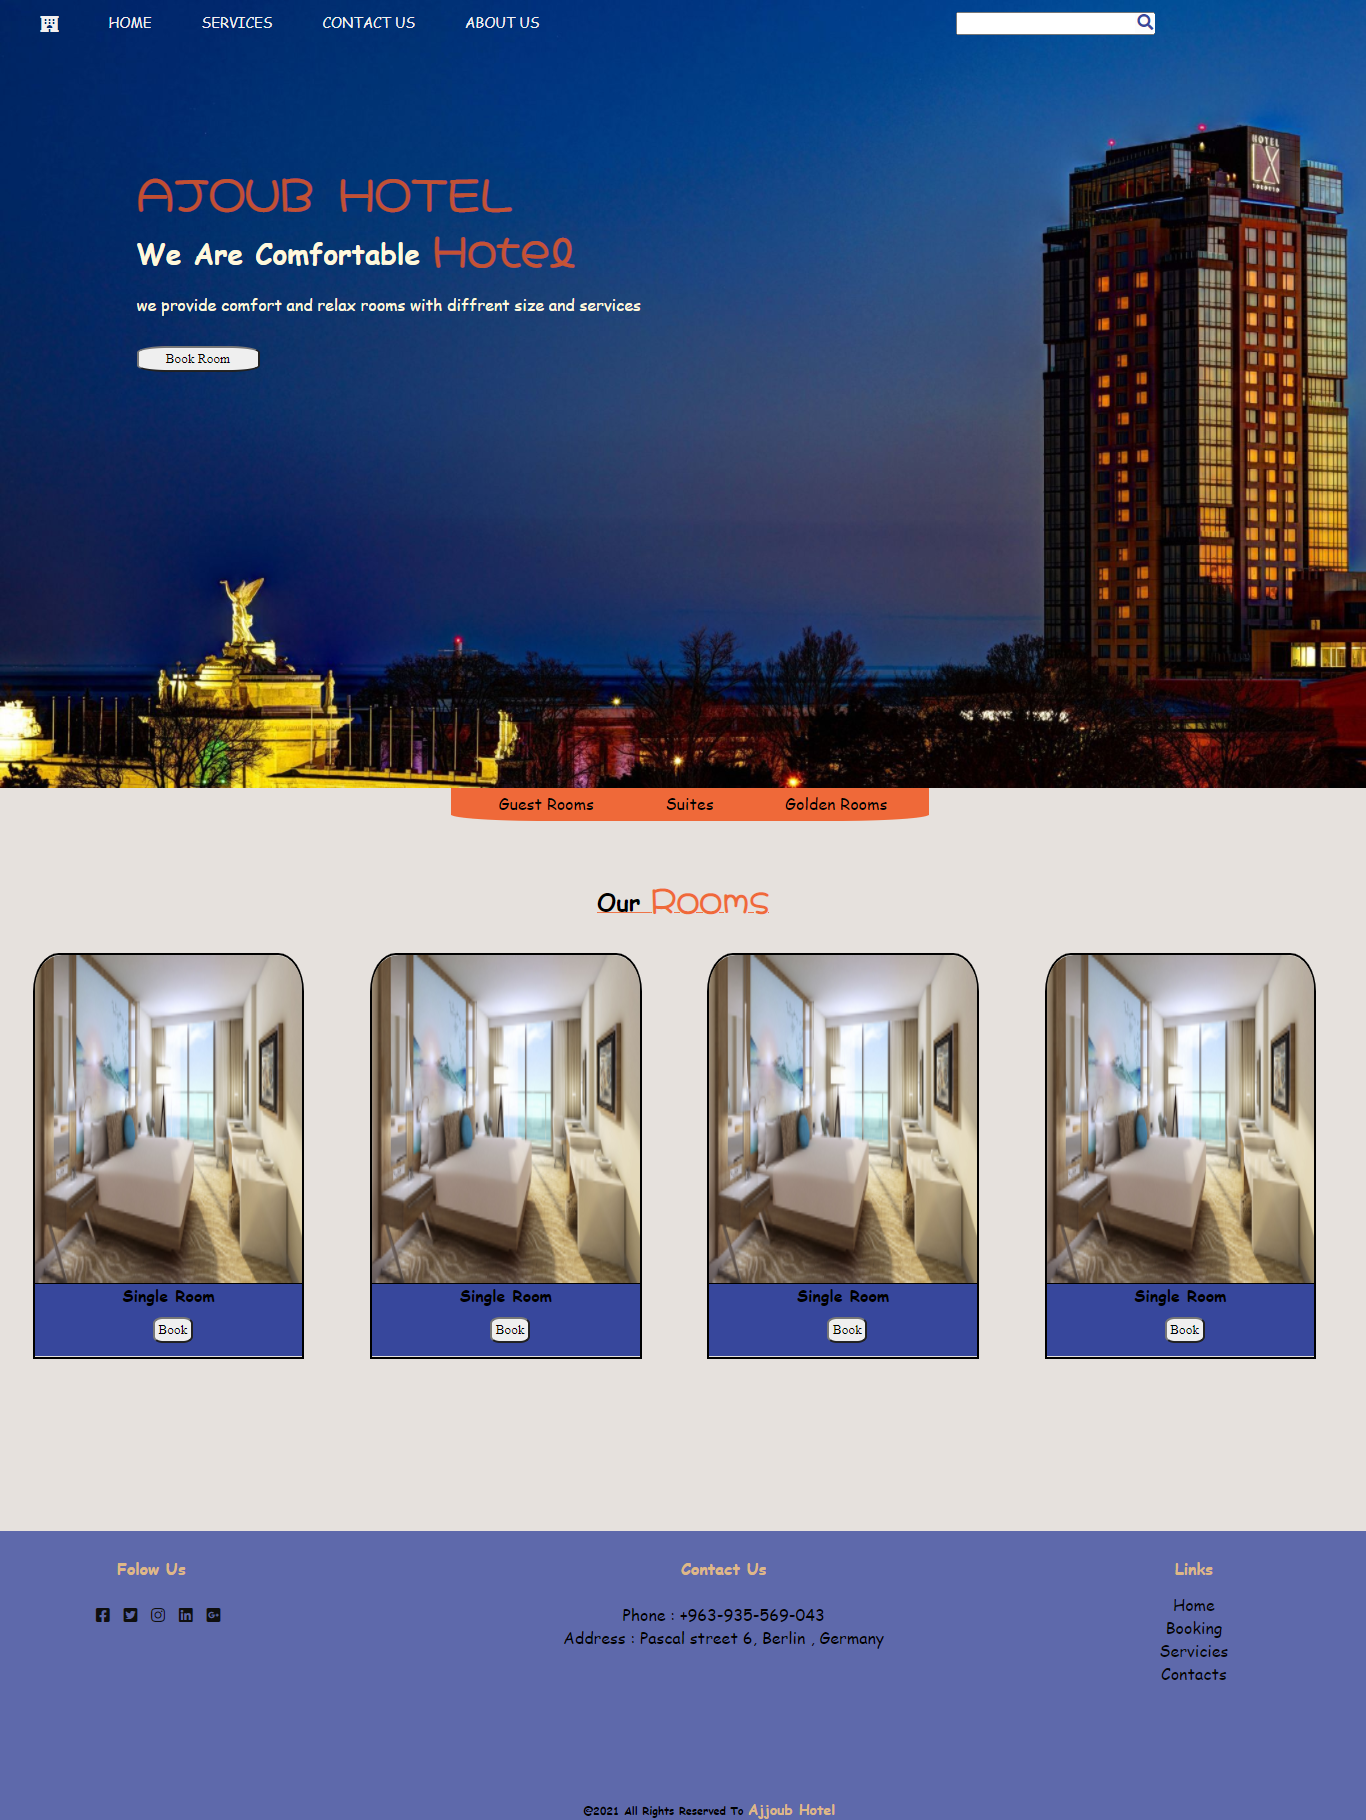 HOME SERVICES CONTACT US ABOUT US
HOTEL
LX
TORONTO
AJOUB HOTEL
We Are Comfortable Hotel
we provide comfort and relax rooms with diffrent size and services
Book Room
Guest Rooms Suites Golden Rooms
Our Rooms
Single Room Single Room Single Room Single Room
Book Book Book Book
Folow Us Contact Us Links
Phone : +963-935-569-043
Address : Pascal street 6, Berlin , Germany
Home
Booking
Servicies
Contacts
©2021 All Rights Reserved To Ajjoub Hotel